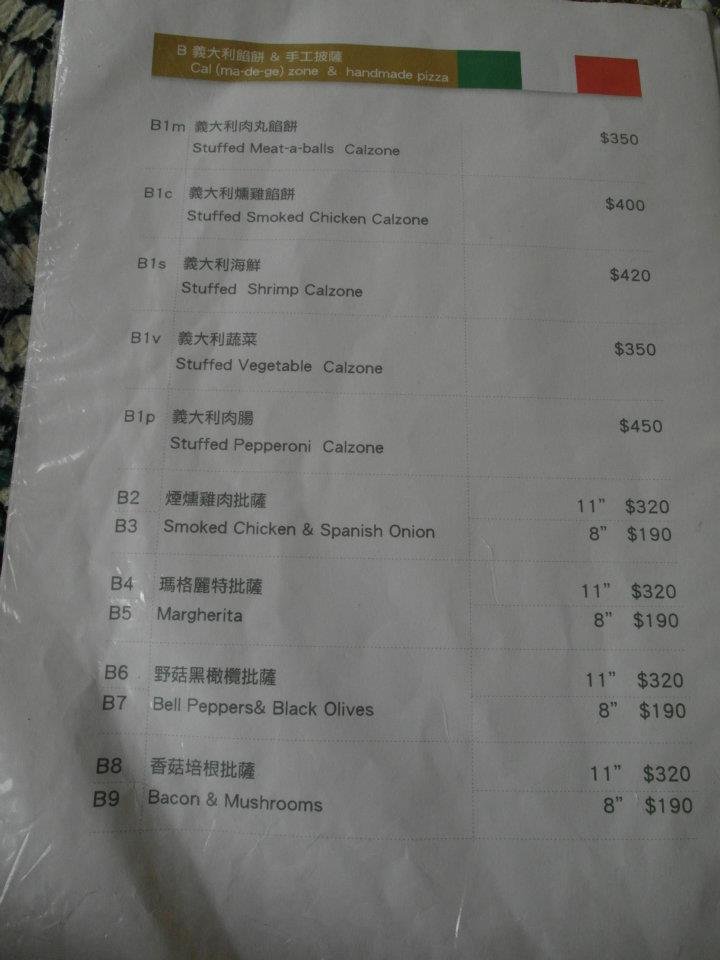 B 義大利餡餅 & 手工披薩
Cal (ma-de-ge) zone & handmade pizza
B1m 義大利肉丸餡餅
Stuffed Meat-a-balls Calzone
$350
B1c 義大利燻雞餡餅
Stuffed Smoked Chicken Calzone
$400
B1s 義大利海鮮
Stuffed Shrimp Calzone
$420
B1v 義大利蔬菜
Stuffed Vegetable Calzone
$350
B1p 義大利肉腸
Stuffed Pepperoni Calzone
$450
B2 煙燻雞肉批薩 11” $320
B3 Smoked Chicken & Spanish Onion 8” $190
B4 瑪格麗特批薩 11” $320
B5 Margherita 8” $190
B6 野菇黑橄欖批薩 11” $320
B7 Bell Peppers& Black Olives 8” $190
B8 香菇培根批薩 11” $320
B9 Bacon & Mushrooms 8” $190